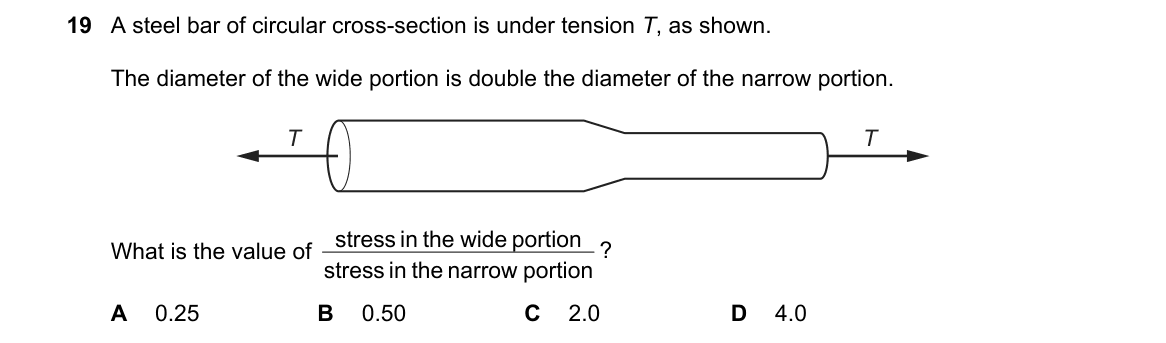 19 A steel bar of circular cross-section is under tension T, as shown.
The diameter of the wide portion is double the diameter of the narrow portion.
T
T
What is the value of stress in the wide portion / stress in the narrow portion ?
A 0.25 B 0.50 C 2.0 D 4.0